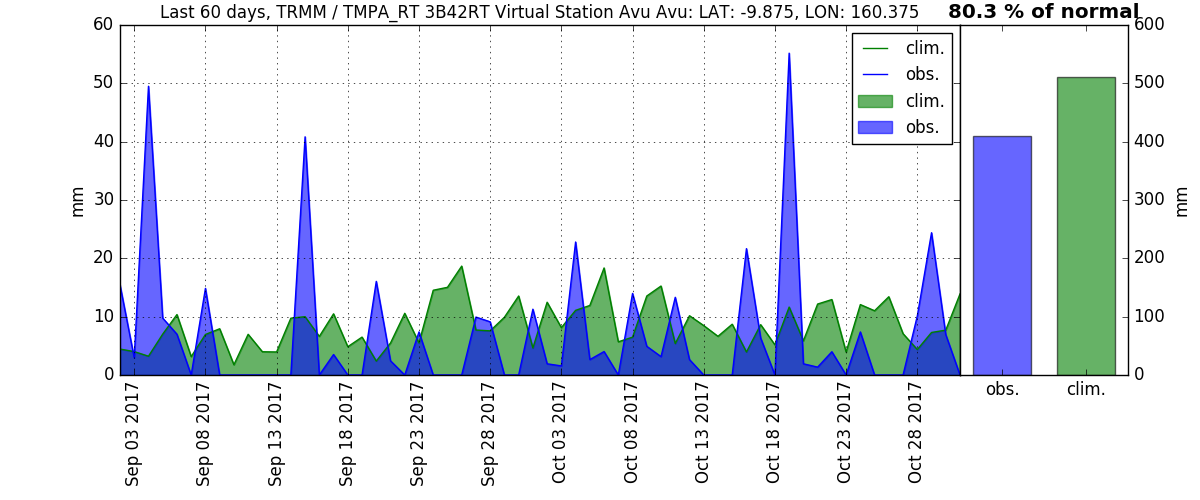 Last 60 days, TRMM / TMPA_RT 3B42RT Virtual Station Avu Avu: LAT: -9.875, LON: 160.375
80.3 % of normal
60
50
40
30
20
10
0
mm
clim.
obs.
clim.
obs.
Sep 03 2017
Sep 08 2017
Sep 13 2017
Sep 18 2017
Sep 23 2017
Sep 28 2017
Oct 03 2017
Oct 08 2017
Oct 13 2017
Oct 18 2017
Oct 23 2017
Oct 28 2017
600
500
400
300
200
100
0
mm
obs.
clim.